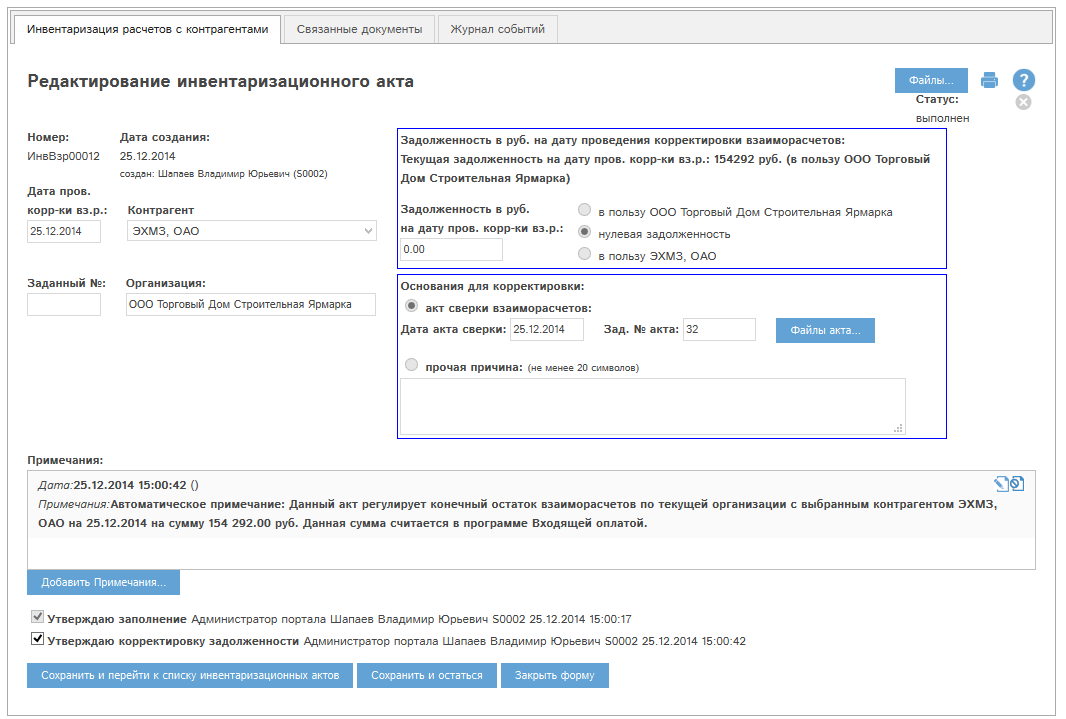 Инвентаризация расчетов с контрагентами
Связанные документы
Журнал событий
Редактирование инвентаризационного акта
Файлы...
?
Статус:
выполнен
Номер:
Дата создания:
ИнвВзр00012
25.12.2014
создан: Шапаев Владимир Юрьевич (S0002)
Дата пров.
корр-ки вз.р.:
Контрагент
25.12.2014
ЭХМЗ, ОАО
Заданный №:
Организация:
ООО Торговый Дом Строительная Ярмарка
Задолженность в руб. на дату проведения корректировки взаиморасчетов:
Текущая задолженность на дату пров. корр-ки вз.р.: 154292 руб. (в пользу ООО Торговый
Дом Строительная Ярмарка)
Задолженность в руб.
на дату пров. корр-ки вз.р.:
0.00
в пользу ООО Торговый Дом Строительная Ярмарка
нулевая задолженность
в пользу ЭХМЗ, ОАО
Основания для корректировки:
акт сверки взаиморасчетов:
Дата акта сверки: 25.12.2014 Зад. № акта: 32 Файлы акта...
прочая причина: (не менее 20 символов)
Примечания:
Дата:25.12.2014 15:00:42 ()
Примечания:Автоматическое примечание: Данный акт регулирует конечный остаток взаиморасчетов по текущей организации с выбранным контрагентом ЭХМЗ,
ОАО на 25.12.2014 на сумму 154 292.00 руб. Данная сумма считается в программе Входящей оплатой.
Добавить Примечания...
Утверждаю заполнение Администратор портала Шапаев Владимир Юрьевич S0002 25.12.2014 15:00:17
Утверждаю корректировку задолженности Администратор портала Шапаев Владимир Юрьевич S0002 25.12.2014 15:00:42
Сохранить и перейти к списку инвентаризационных актов
Сохранить и остаться
Закрыть форму